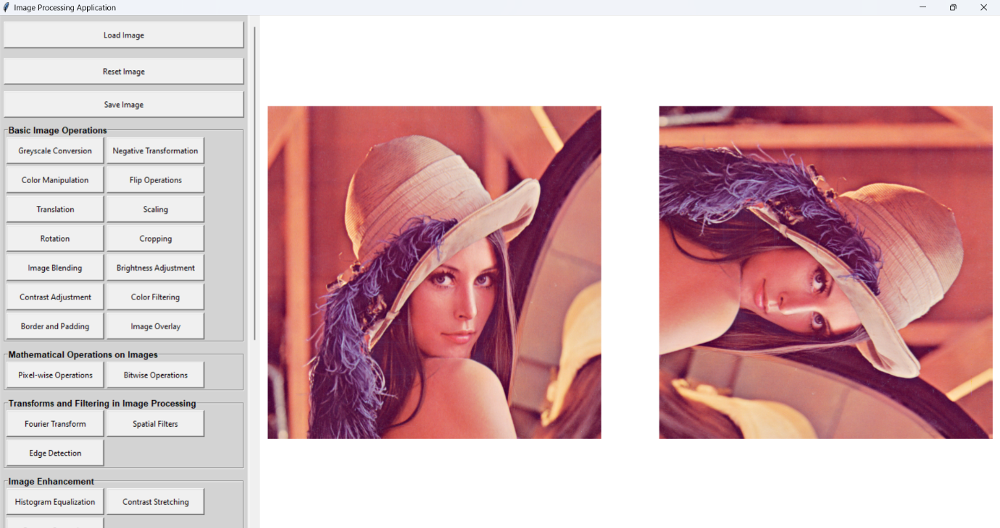 Image Processing Application
Load Image
Reset Image
Save Image
Basic Image Operations
Greyscale Conversion Negative Transformation
Color Manipulation Flip Operations
Translation Scaling
Rotation Cropping
Image Blending Brightness Adjustment
Contrast Adjustment Color Filtering
Border and Padding Image Overlay
Mathematical Operations on Images
Pixel-wise Operations Bitwise Operations
Transforms and Filtering in Image Processing
Fourier Transform Spatial Filters
Edge Detection
Image Enhancement
Histogram Equalization Contrast Stretching